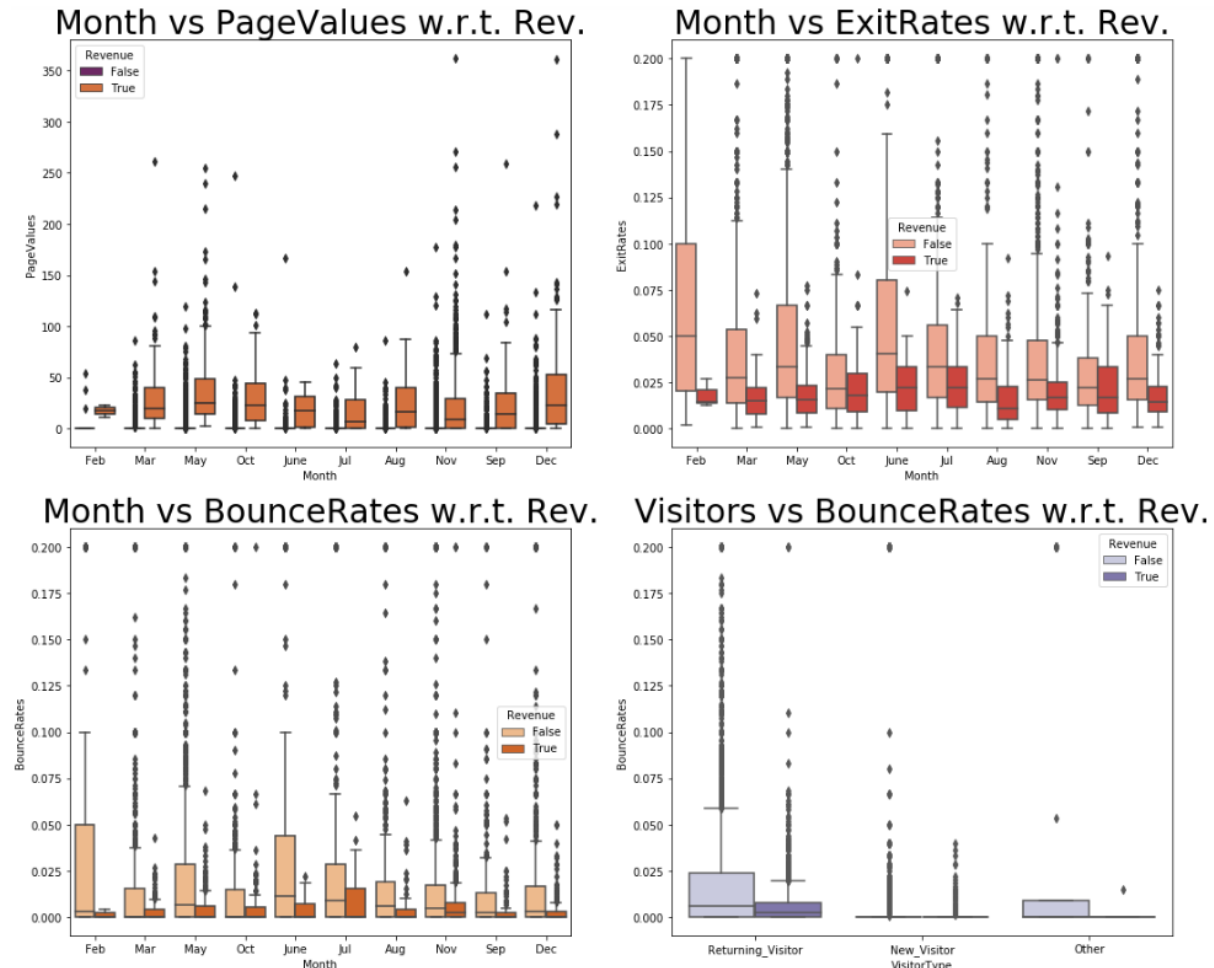 Month vs PageValues w.r.t. Rev.
Revenue
False
True
350
300
250
200
150
100
50
0
PageValues
Feb Mar May Oct June Jul Aug Nov Sep Dec
Month
Month vs ExitRates w.r.t. Rev.
0.200
0.175
0.150
0.125
0.100
0.075
0.050
0.025
0.000
ExitRates
Revenue
False
True
Feb Mar May Oct June Jul Aug Nov Sep Dec
Month
Month vs BounceRates w.r.t. Rev.
0.200
0.175
0.150
0.125
0.100
0.075
0.050
0.025
0.000
BounceRates
Revenue
False
True
Feb Mar May Oct June Jul Aug Nov Sep Dec
Month
Visitors vs BounceRates w.r.t. Rev.
Revenue
False
True
0.200
0.175
0.150
0.125
0.100
0.075
0.050
0.025
0.000
BounceRates
Returning_Visitor New_Visitor Other
VisitorType